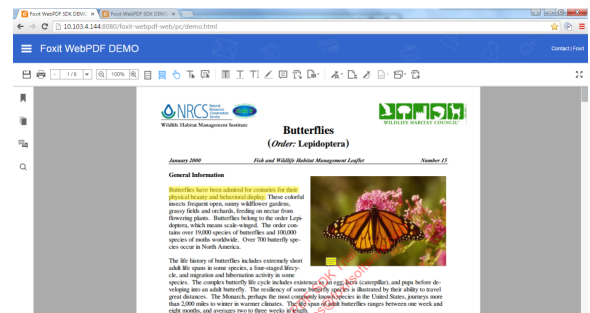 Foxit WebPDF SDK DEMO
Foxit WebPDF SDK DEMO
10.103.4.144:8080/foxit-webpdf-web/pc/demo.html
Foxit WebPDF DEMO
Contact | Foxit
1 / 8
100%
NRCS Natural Resources Conservation Service
Wildlife Habitat Management Institute
WILDLIFE HABITAT COUNCIL
Butterflies
(Order: Lepidoptera)
January 2000 Fish and Wildlife Habitat Management Leaflet Number 15
General Information
Butterflies have been admired for centuries for their
physical beauty and behavioral display. These colorful
insects frequent open, sunny wildflower gardens,
grassy fields and orchards, feeding on nectar from
flowering plants. Butterflies belong to the order Lepi-
doptera, which means scale-winged. The order con-
tains over 19,000 species of butterflies and 100,000
species of moths worldwide. Over 700 butterfly spe-
cies occur in North America.
The life history of butterflies includes extremely short
adult life spans in some species, a four-staged lifecy-
cle, and migration and hibernation activity in some
species. The complex butterfly life cycle includes existence as an egg, larva (caterpillar), and pupa before de-
veloping into an adult butterfly. The resiliency of some butterfly species is illustrated by their ability to travel
great distances. The Monarch, perhaps the most commonly known species in the United States, journeys more
than 2,000 miles to winter in warmer climates. The life span of adult butterflies ranges between one week and
eight months, and averages two to three weeks in length.